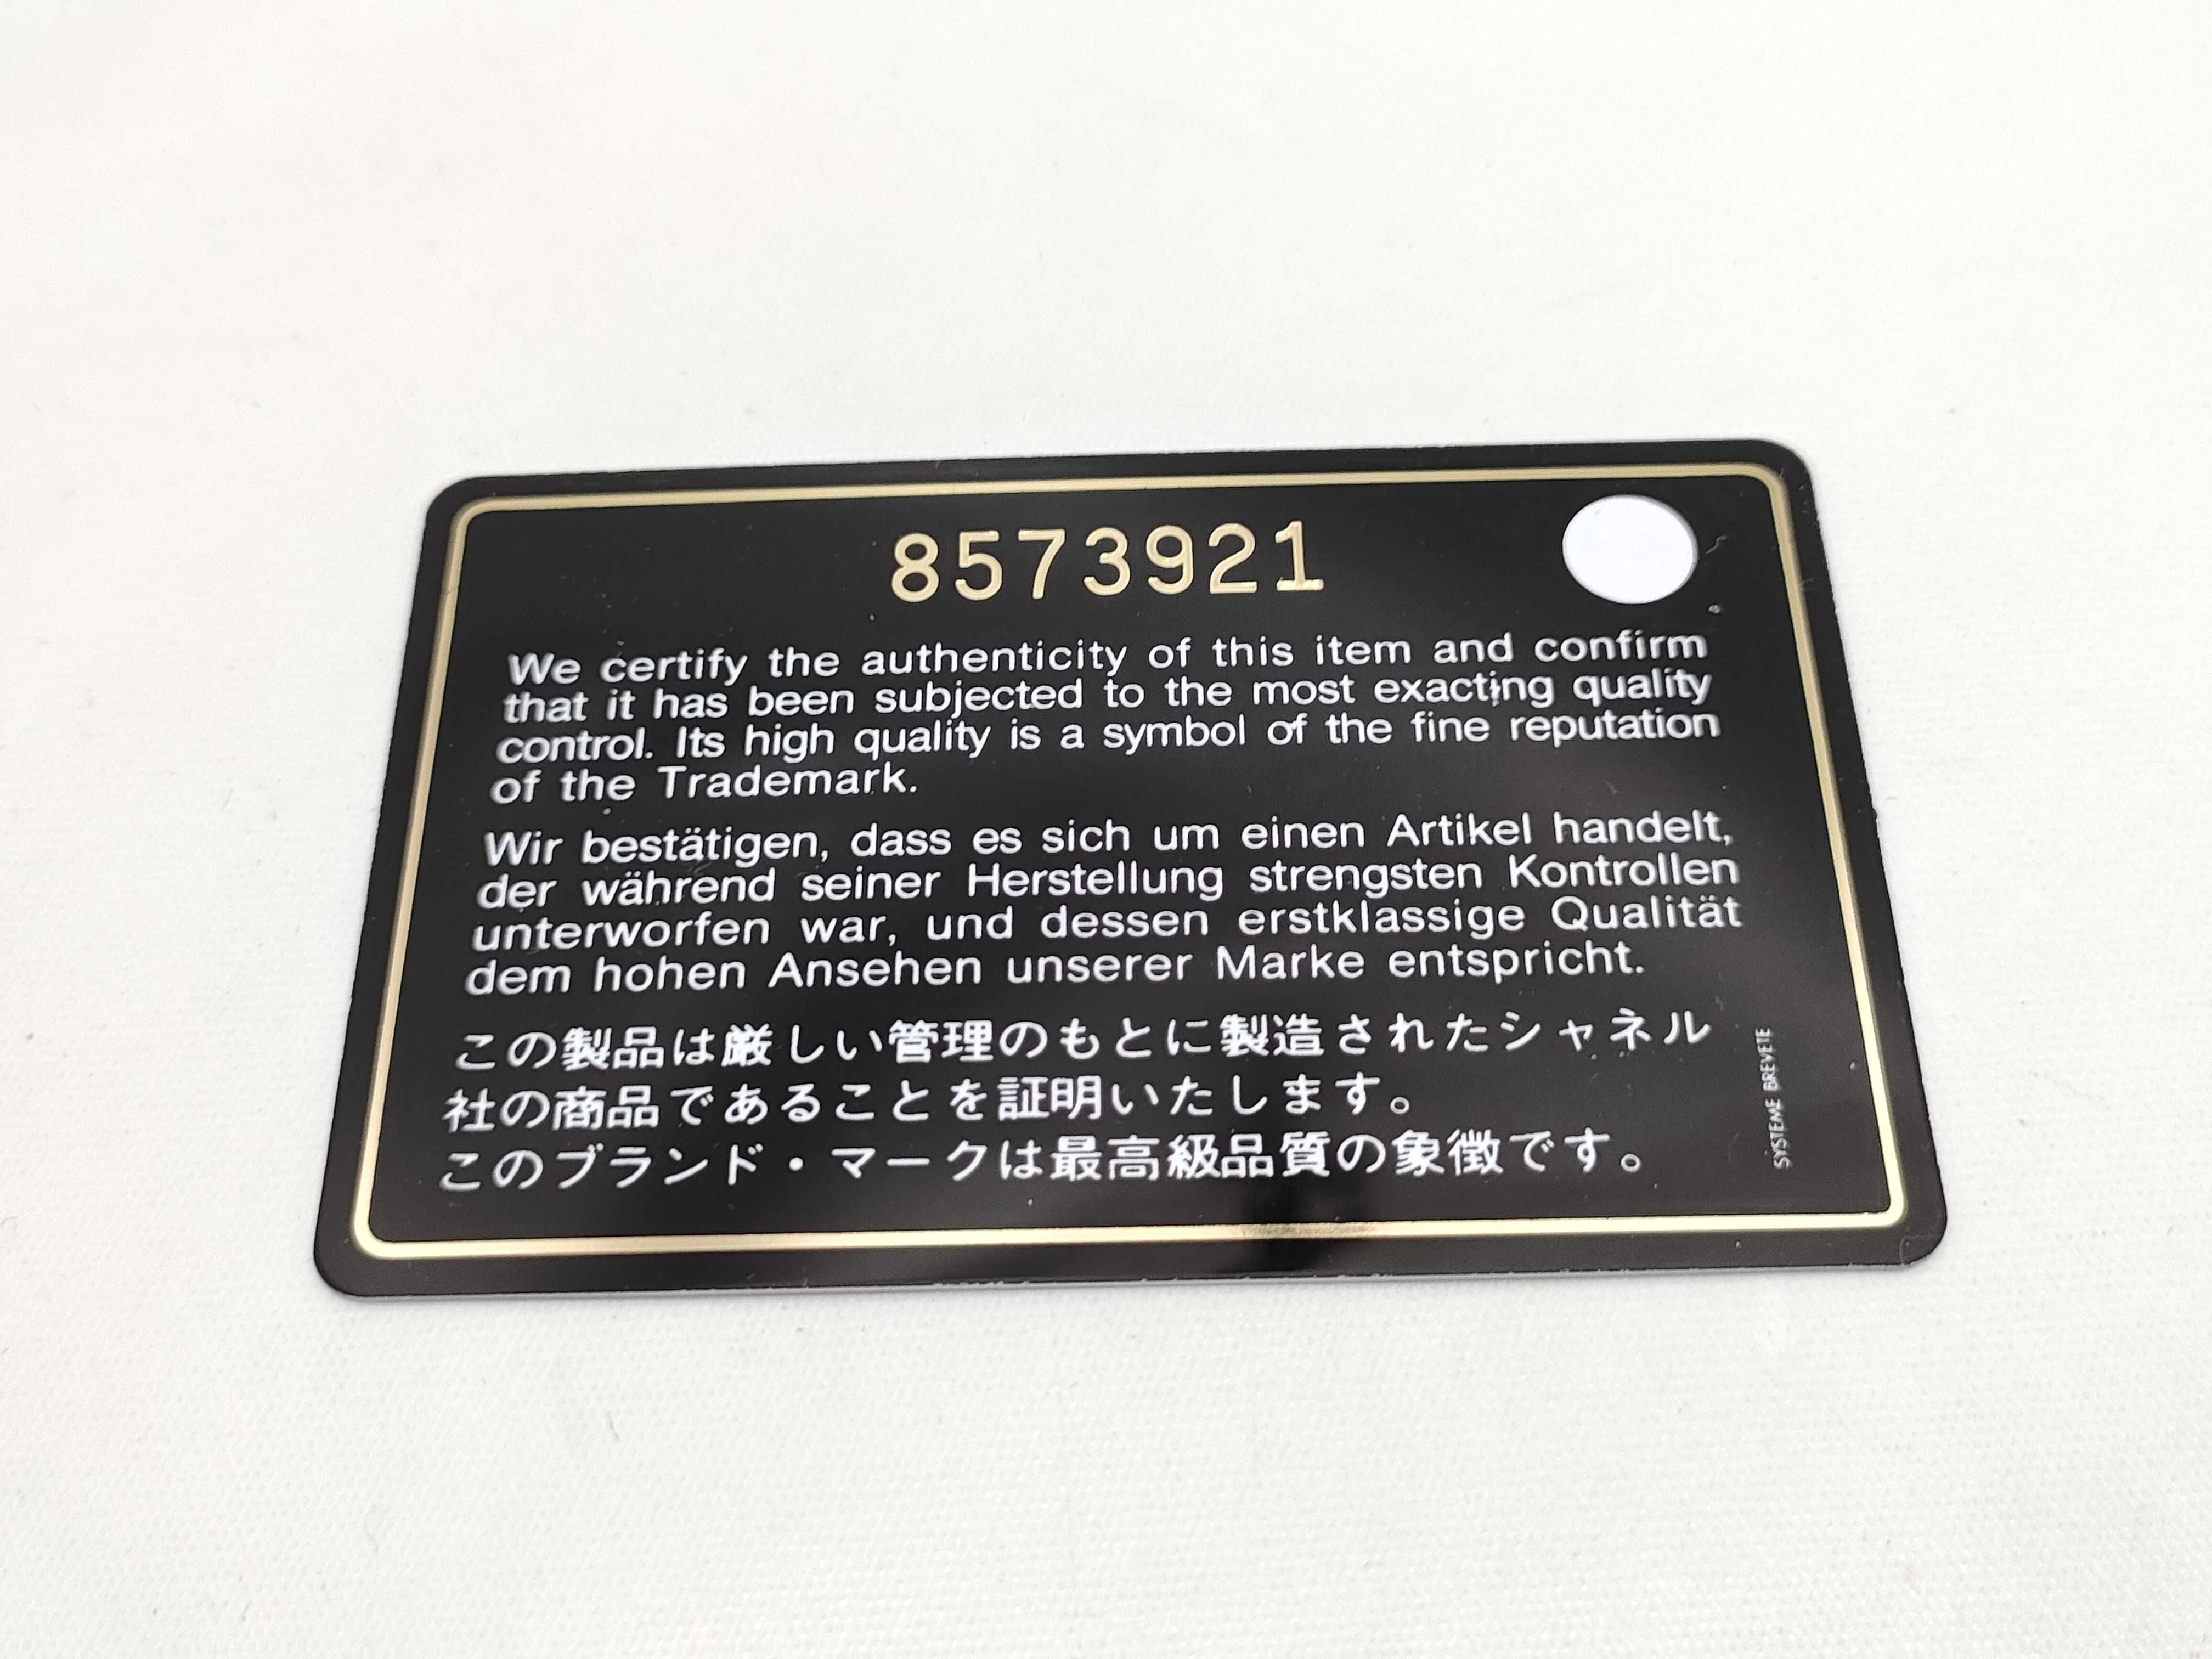 8573921
We certify the authenticity of this item and confirm
that it has been subjected to the most exacting quality
control. Its high quality is a symbol of the fine reputation
of the Trademark.
Wir bestätigen, dass es sich um einen Artikel handelt,
der während seiner Herstellung strengsten Kontrollen
unterworfen war, und dessen erstklassige Qualität
dem hohen Ansehen unserer Marke entspricht.
この製品は厳しい管理のもとに製造されたシャネル
社の商品であることを証明いたします。
このブランド・マークは最高級品質の象徴です。
SYSTEME BREVETE